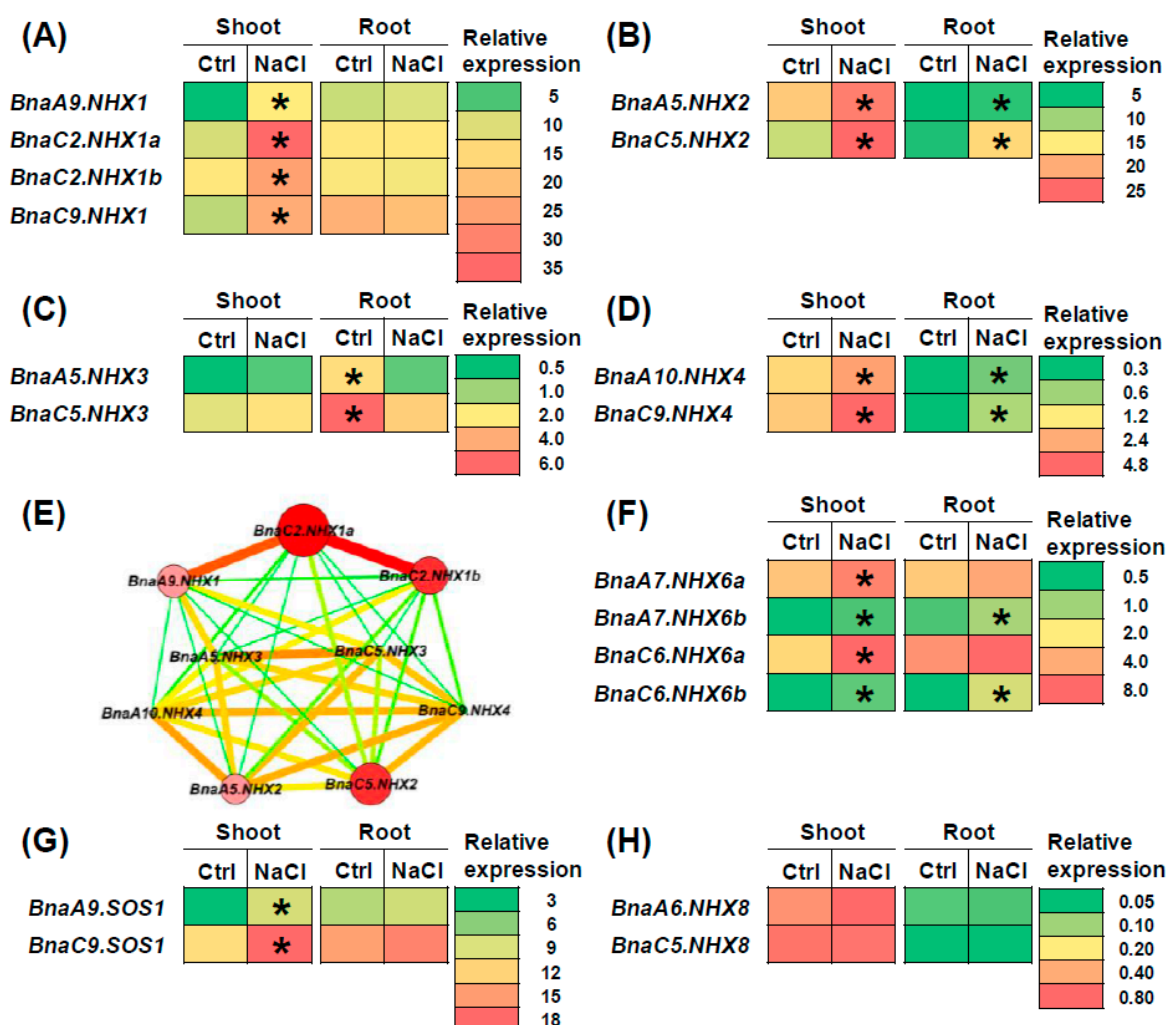 (A)
Shoot Root
Ctrl NaCl Ctrl NaCl
Relative
expression
BnaA9.NHX1 *
BnaC2.NHX1a *
BnaC2.NHX1b *
BnaC9.NHX1 *
5
10
15
20
25
30
35
(B)
Shoot Root
Ctrl NaCl Ctrl NaCl
Relative
expression
BnaA5.NHX2 * *
BnaC5.NHX2 * *
5
10
15
20
25
(C)
Shoot Root
Ctrl NaCl Ctrl NaCl
Relative
expression
BnaA5.NHX3 *
BnaC5.NHX3 *
0.5
1.0
2.0
4.0
6.0
(D)
Shoot Root
Ctrl NaCl Ctrl NaCl
Relative
expression
BnaA10.NHX4 * *
BnaC9.NHX4 * *
0.3
0.6
1.2
2.4
4.8
(E)
BnaC2.NHX1a
BnaA9.NHX1
BnaC2.NHX1b
BnaA5.NHX3
BnaC5.NHX3
BnaA10.NHX4
BnaC9.NHX4
BnaA5.NHX2
BnaC5.NHX2
(F)
Shoot Root
Ctrl NaCl Ctrl NaCl
Relative
expression
BnaA7.NHX6a *
BnaA7.NHX6b * *
BnaC6.NHX6a *
BnaC6.NHX6b * *
0.5
1.0
2.0
4.0
8.0
(G)
Shoot Root
Ctrl NaCl Ctrl NaCl
Relative
expression
BnaA9.SOS1 *
BnaC9.SOS1 *
3
6
9
12
15
18
(H)
Shoot Root
Ctrl NaCl Ctrl NaCl
Relative
expression
BnaA6.NHX8
BnaC5.NHX8
0.05
0.10
0.20
0.40
0.80